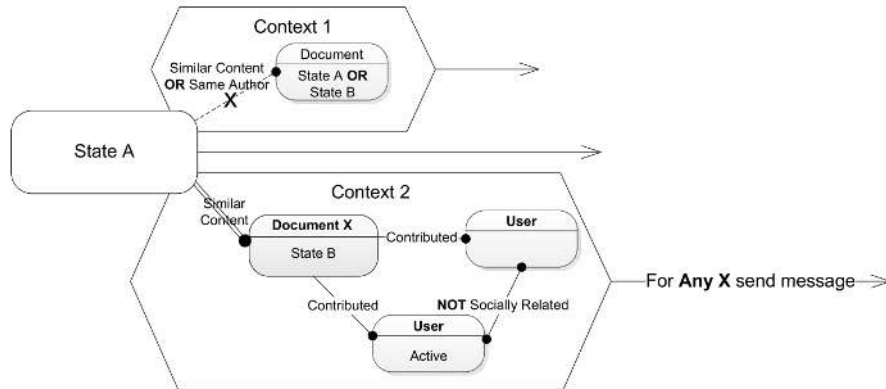 Context 1
Similar Content
OR Same Author
X
Document
State A OR
State B
State A
Context 2
Similar
Content
Document X
State B
Contributed
User
Contributed
NOT Socially Related
User
Active
For Any X send message